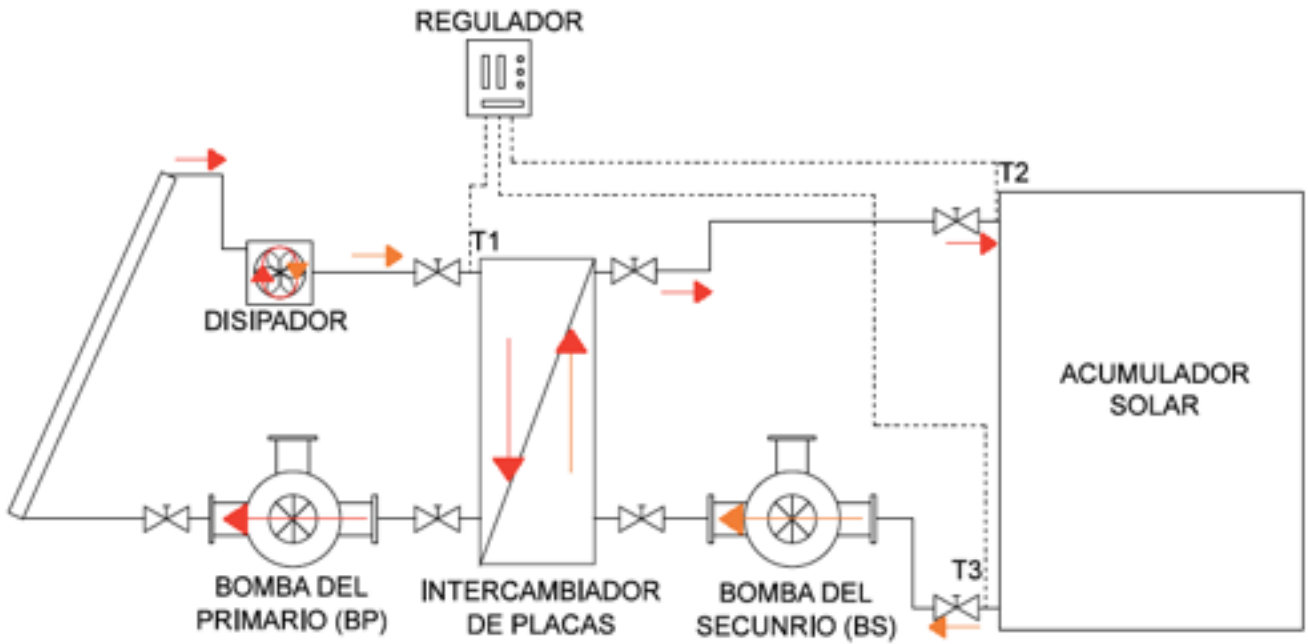 REGULADOR
T2
T1
DISIPADOR
ACUMULADOR
SOLAR
T3
BOMBA DEL
PRIMARIO (BP)
INTERCAMBIADOR
DE PLACAS
BOMBA DEL
SECUNRIO (BS)